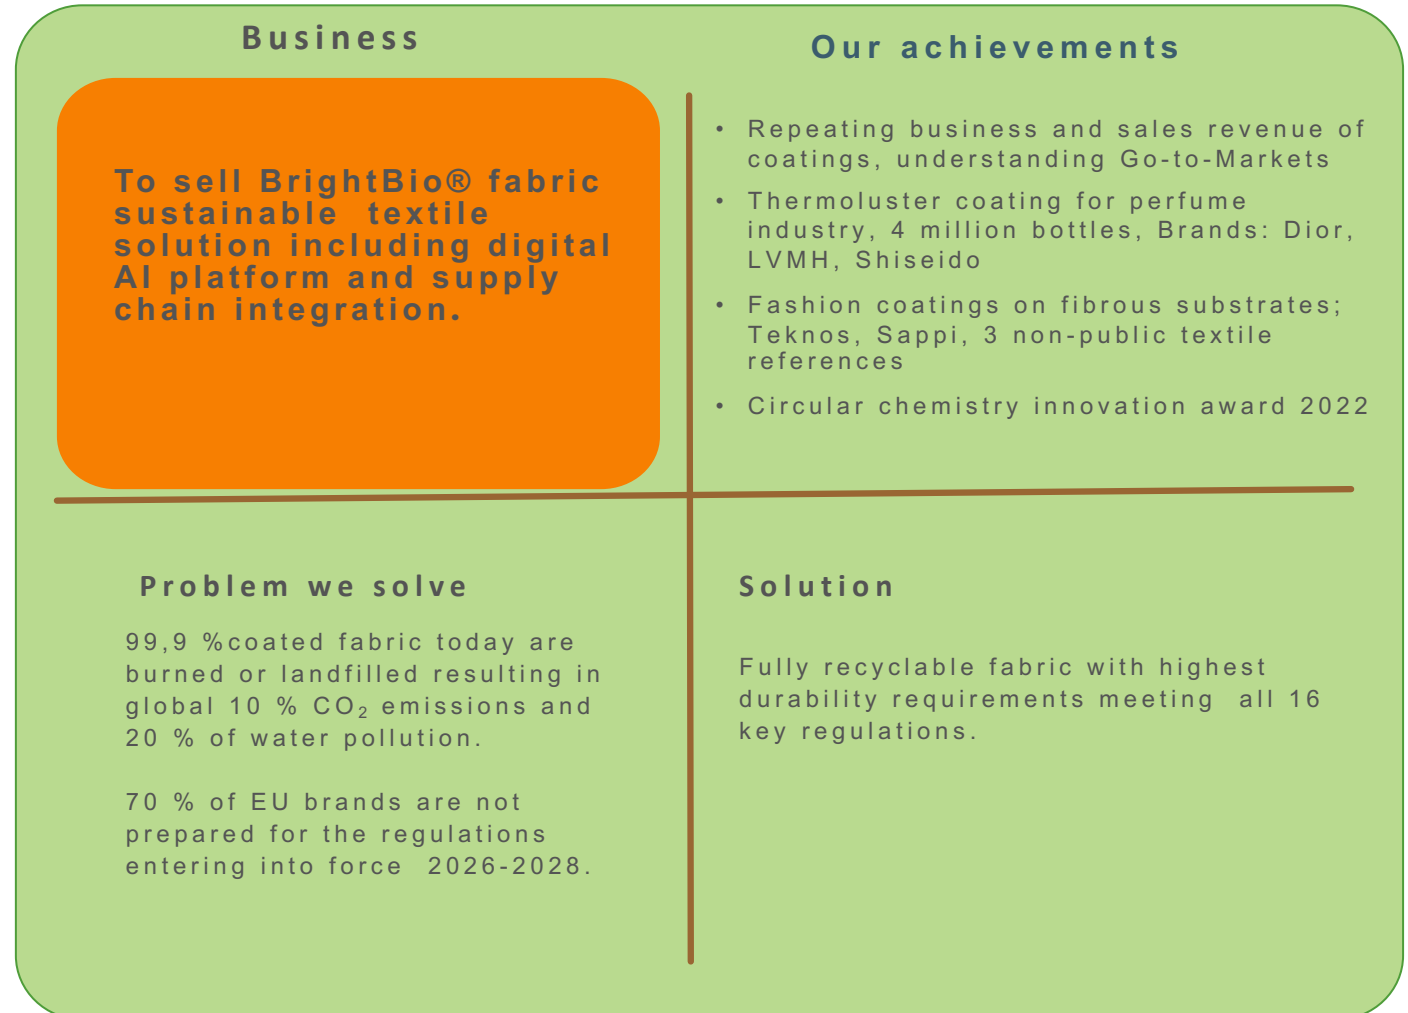 Business
To sell BrightBio® fabric
sustainable textile
solution including digital
AI platform and supply
chain integration.
Our achievements
• Repeating business and sales revenue of
coatings, understanding Go-to-Markets
• Thermoluster coating for perfume
industry, 4 million bottles, Brands: Dior,
LVMH, Shiseido
• Fashion coatings on fibrous substrates;
Teknos, Sappi, 3 non-public textile
references
• Circular chemistry innovation award 2022
Problem we solve
99,9 %coated fabric today are
burned or landfilled resulting in
global 10 % CO₂ emissions and
20 % of water pollution.
70 % of EU brands are not
prepared for the regulations
entering into force 2026-2028.
Solution
Fully recyclable fabric with highest
durability requirements meeting all 16
key regulations.